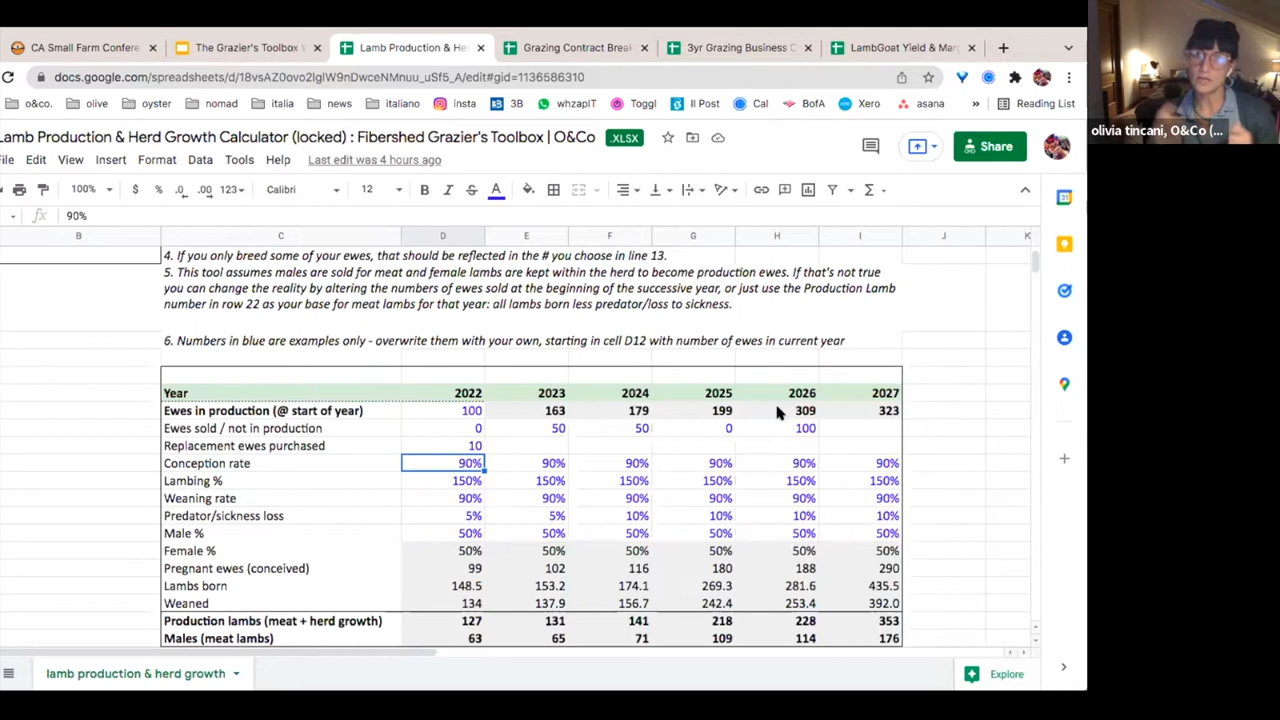 CA Small Farm Confere
The Grazier's Toolbox V
Lamb Production & He
Grazing Contract Break
3yr Grazing Business C
LambGoat Yield & Mar
docs.google.com/spreadsheets/d/18vsAZ0ovo2lglW9nDwceNMnuu_uSf5_A/edit#gid=1136586310
o&co. olive oyster nomad italia news italiano insta 3B whzapIT Toggl Il Post Cal BofA Xero asana » Reading List
Lamb Production & Herd Growth Calculator (locked) : Fibershed Grazier's Toolbox | O&Co .XLSX
Share
File Edit View Insert Format Data Tools Help Last edit was 4 hours ago
100% $ % .0 .00 123 Calibri 12 B I S A
fx 90%
B C D E F G H I J K
4. If you only breed some of your ewes, that should be reflected in the # you choose in line 13.
5. This tool assumes males are sold for meat and female lambs are kept within the herd to become production ewes. If that's not true
you can change the reality by altering the numbers of ewes sold at the beginning of the successive year, or just use the Production Lamb
number in row 22 as your base for meat lambs for that year: all lambs born less predator/loss to sickness.
6. Numbers in blue are examples only - overwrite them with your own, starting in cell D12 with number of ewes in current year
Year 2022 2023 2024 2025 2026 2027
Ewes in production (@ start of year) 100 163 179 199 309 323
Ewes sold / not in production 0 50 50 0 100
Replacement ewes purchased 10
Conception rate 90% 90% 90% 90% 90% 90%
Lambing % 150% 150% 150% 150% 150% 150%
Weaning rate 90% 90% 90% 90% 90% 90%
Predator/sickness loss 5% 5% 10% 10% 10% 10%
Male % 50% 50% 50% 50% 50% 50%
Female % 50% 50% 50% 50% 50% 50%
Pregnant ewes (conceived) 99 102 116 180 188 290
Lambs born 148.5 153.2 174.1 269.3 281.6 435.5
Weaned 134 137.9 156.7 242.4 253.4 392.0
Production lambs (meat + herd growth) 127 131 141 218 228 353
Males (meat lambs) 63 65 71 109 114 176
lamb production & herd growth
Explore
olivia tincani, O&Co (...